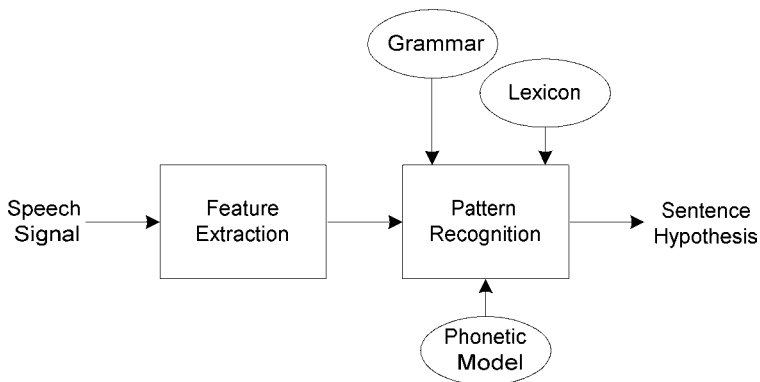 Grammar
Lexicon
Speech
Signal
Feature
Extraction
Pattern
Recognition
Sentence
Hypothesis
Phonetic
Model